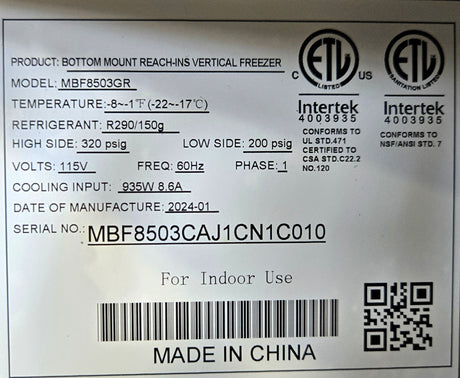 PRODUCT: BOTTOM MOUNT REACH-INS VERTICAL FREEZER
MODEL: MBF8503GR
TEMPERATURE: -8~-1°F(-22~-17℃)
REFRIGERANT: R290/150g
HIGH SIDE: 320 psig LOW SIDE: 200 psig
VOLTS: 115V FREQ: 60Hz PHASE: 1
COOLING INPUT: 935W 8.6A
DATE OF MANUFACTURE: 2024-01
SERIAL NO.: MBF8503CAJ1CN1C010
For Indoor Use
MADE IN CHINA
ETL
C US
LISTED
Intertek
4003935
CONFORMS TO
UL STD.471
CERTIFIED TO
CSA STD.C22.2
NO.120
ETL
SANITATION LISTED
Intertek
4003935
CONFORMS TO
NSF/ANSI STD. 7